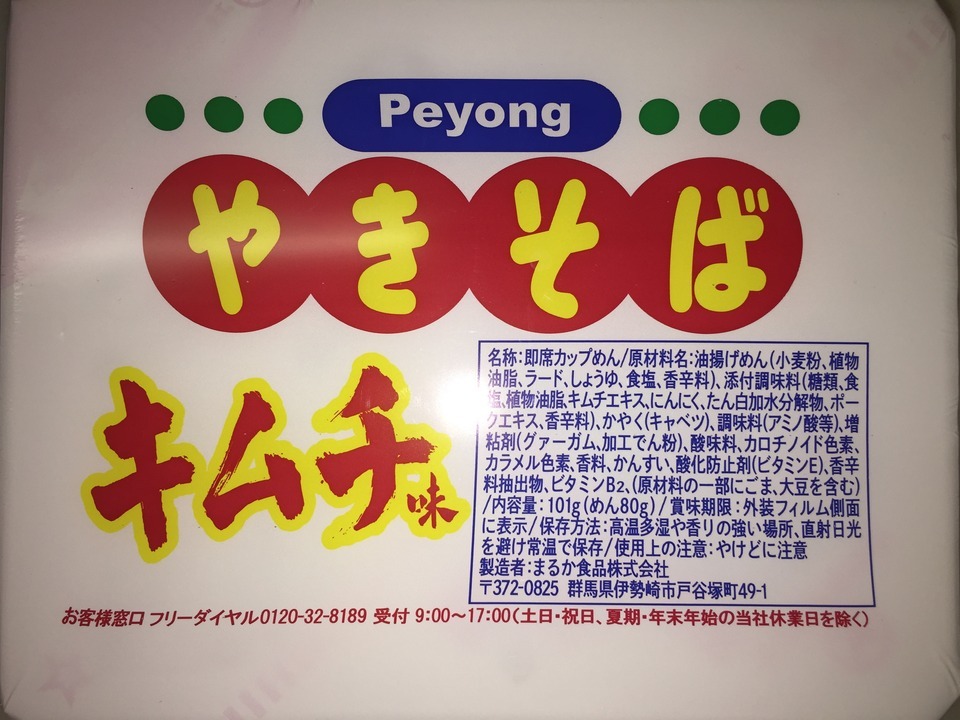 Peyong
やきそば
キムチ味
名称:即席カップめん/原材料名:油揚げめん(小麦粉、植物
油脂、ラード、しょうゆ、食塩、香辛料)、添付調味料(糖類、食
塩、植物油脂、キムチエキス、にんにく、たん白加水分解物、ポー
クエキス、香辛料)、かやく(キャベツ)、調味料(アミノ酸等)、増
粘剤(グァーガム、加工でん粉)、酸味料、カロチノイド色素、
カラメル色素、香料、かんすい、酸化防止剤(ビタミンE)、香辛
料抽出物、ビタミンB₂、(原材料の一部にごま、大豆を含む)
/内容量:101g(めん80g)/賞味期限:外装フィルム側面
に表示/保存方法:高温多湿や香りの強い場所、直射日光
を避け常温で保存/使用上の注意:やけどに注意
製造者:まるか食品株式会社
〒372-0825 群馬県伊勢崎市戸谷塚町49-1
お客様窓口 フリーダイヤル0120-32-8189 受付 9:00〜17:00(土日・祝日、夏期・年末年始の当社休業日を除く)